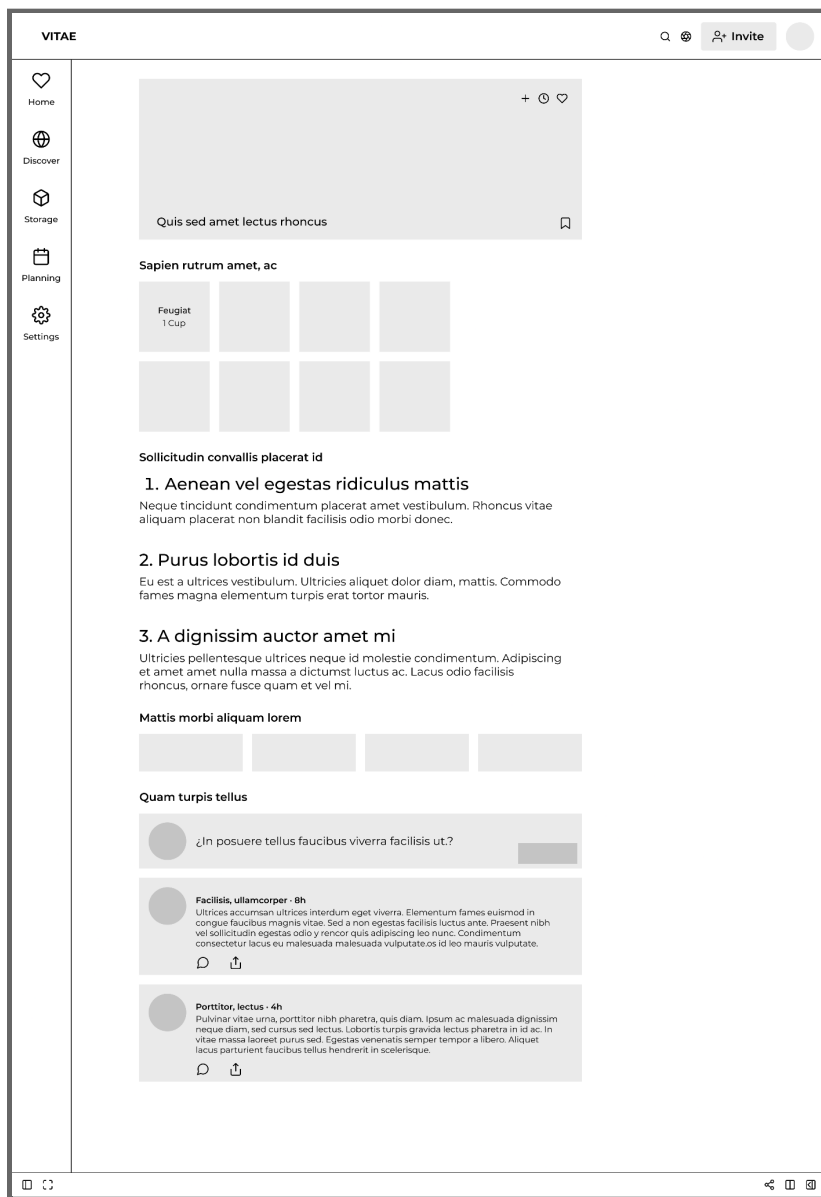 VITAE
Invite
Home
Discover
Storage
Planning
Settings
Quis sed amet lectus rhoncus
Sapien rutrum amet, ac
Feugiat
1 Cup
Sollicitudin convallis placerat id
1. Aenean vel egestas ridiculus mattis
Neque tincidunt condimentum placerat amet vestibulum. Rhoncus vitae
aliquam placerat non blandit facilisis odio morbi donec.
2. Purus lobortis id duis
Eu est a ultrices vestibulum. Ultricies aliquet dolor diam, mattis. Commodo
fames magna elementum turpis erat tortor mauris.
3. A dignissim auctor amet mi
Ultricies pellentesque ultrices neque id molestie condimentum. Adipiscing
et amet amet nulla massa a dictumst luctus ac. Lacus odio facilisis
rhoncus, ornare fusce quam et vel mi.
Mattis morbi aliquam lorem
Quam turpis tellus
¿In posuere tellus faucibus viverra facilisis ut.?
Facilisis, ullamcorper · 8h
Ultrices accumsan ultrices interdum eget viverra. Elementum fames euismod in
congue faucibus magnis vitae. Sed a non egestas facilisis luctus ante. Praesent nibh
vel sollicitudin egestas odio y rencor quis adipiscing leo nunc. Condimentum
consectetur lacus eu malesuada malesuada vulputate.os id leo mauris vulputate.
Porttitor, lectus · 4h
Pulvinar vitae urna, porttitor nibh pharetra, quis diam. Ipsum ac malesuada dignissim
neque diam, sed cursus sed lectus. Lobortis turpis gravida lectus pharetra in id ac. In
vitae massa laoreet purus sed. Egestas venenatis semper tempor a libero. Aliquet
lacus parturient faucibus tellus hendrerit in scelerisque.